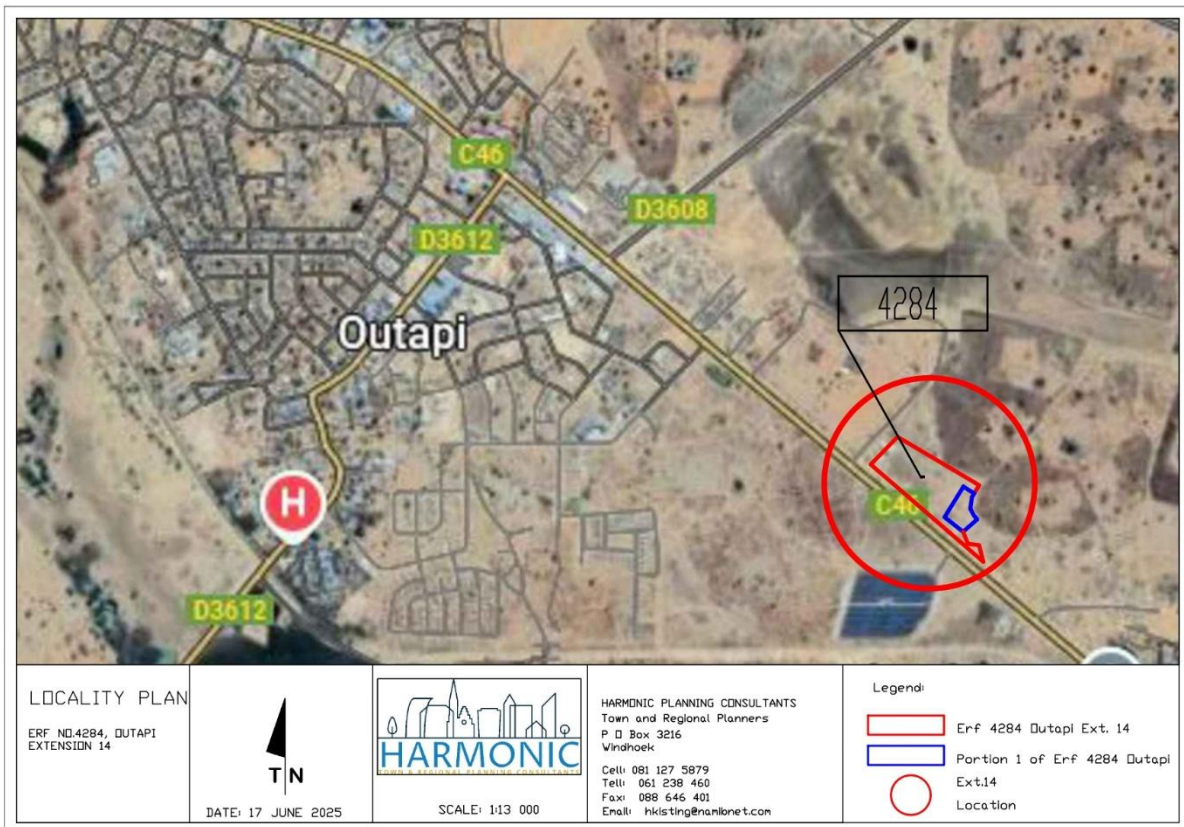 C46
D3608
D3612
4284
Outapi
C46
H
D3612
LOCALITY PLAN
ERF NO.4284, OUTAPI
EXTENSION 14
T N
DATE: 17 JUNE 2025
HARMONIC
TOWN & REGIONAL PLANNING CONSULTANTS
SCALE: 1:13 000
HARMONIC PLANNING CONSULTANTS
Town and Regional Planners
P O Box 3216
Windhoek
Cell: 081 127 5879
Tell: 061 238 460
Fax: 088 646 401
Email: hkisting@namibnet.com
Legend:
Erf 4284 Outapi Ext. 14
Portion 1 of Erf 4284 Outapi
Ext.14
Location